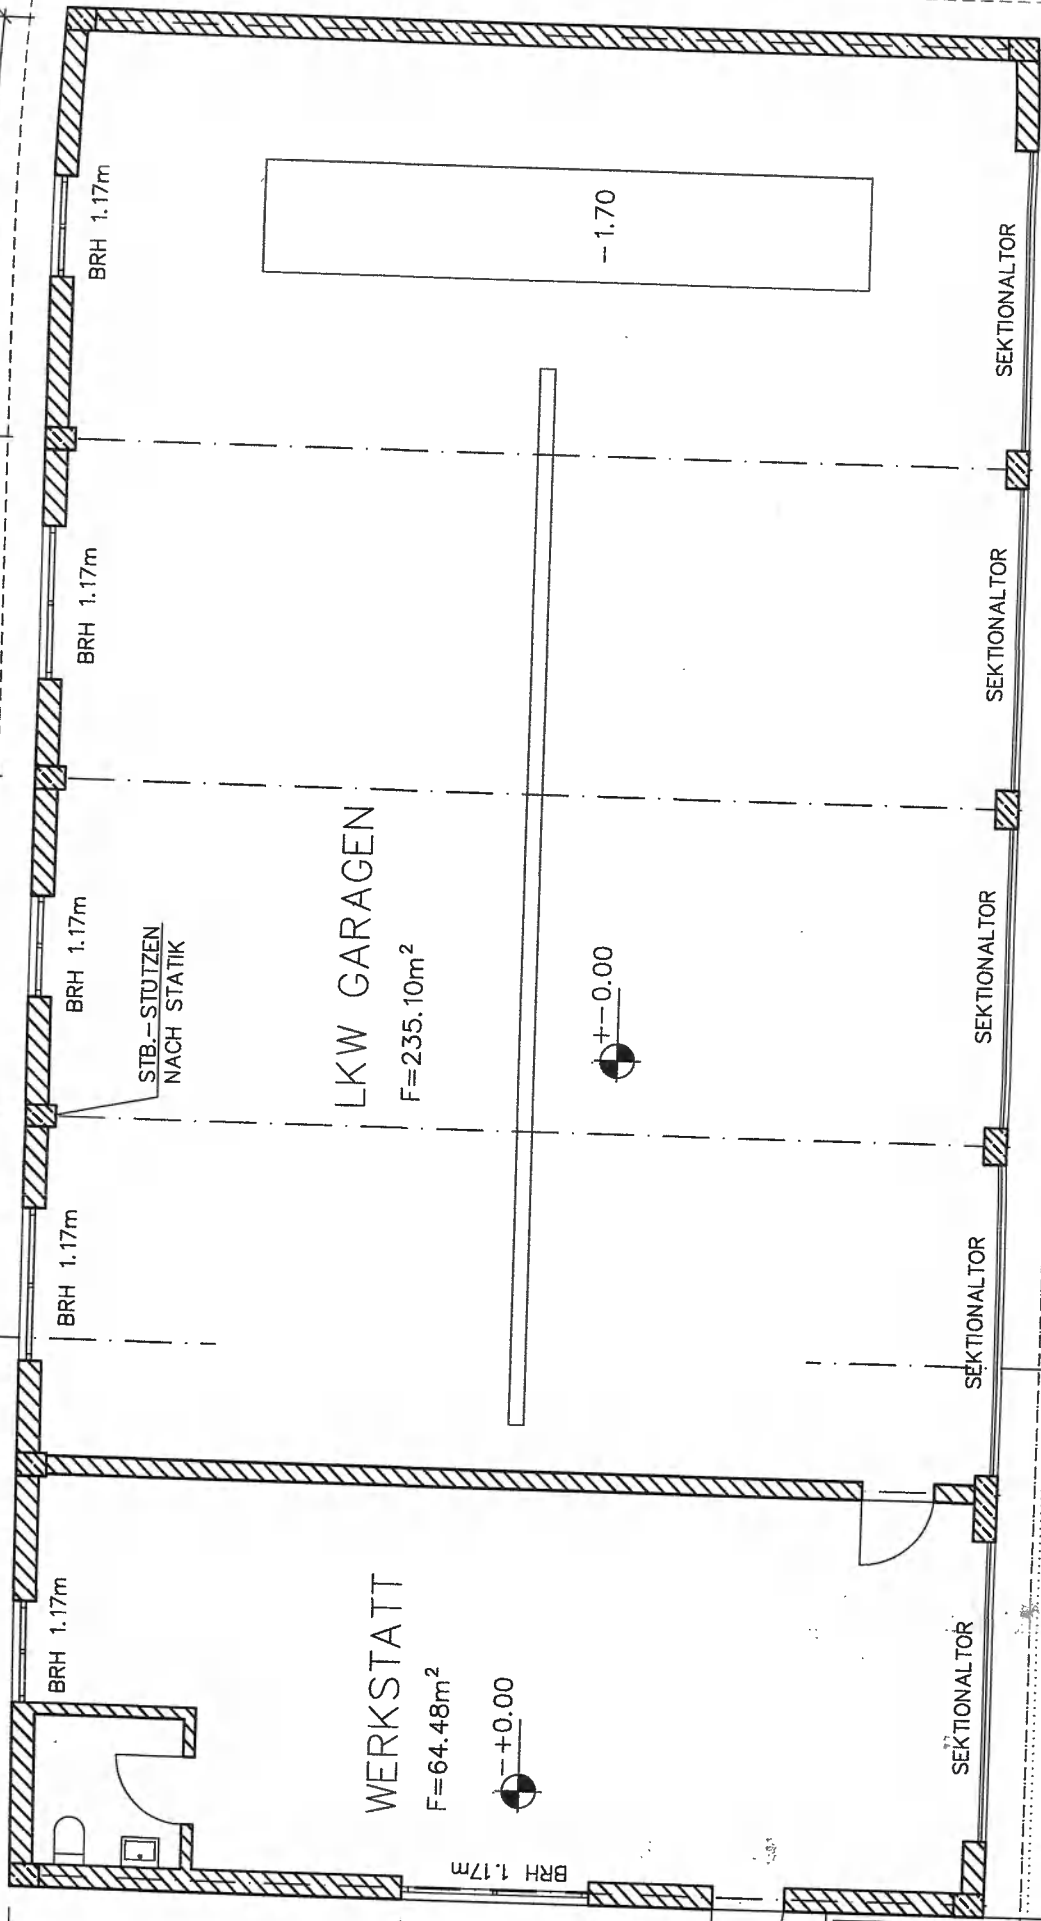 BRH 1.17m
BRH 1.17m
BRH 1.17m
BRH 1.17m
BRH 1.17m
BRH 1.17m
STB.-STÜTZEN
NACH STATIK
LKW GARAGEN
F=235.10m²
+-0.00
-1.70
WERKSTATT
F=64.48m²
-+0.00
SEKTIONALTOR
SEKTIONALTOR
SEKTIONALTOR
SEKTIONALTOR
SEKTIONALTOR